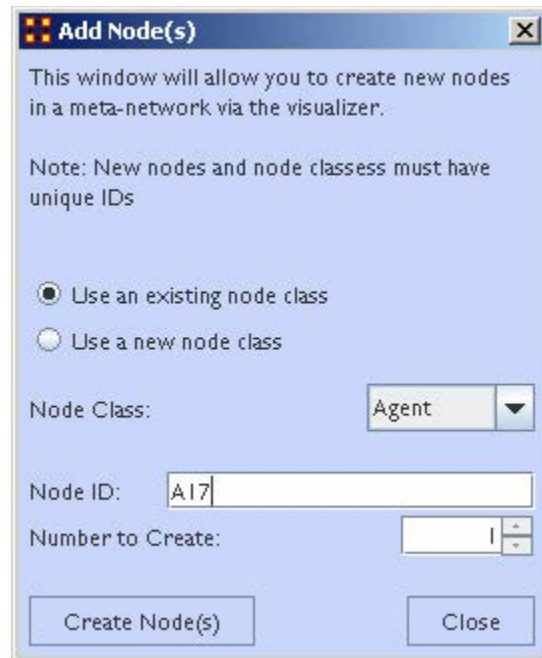 Add Node(s)
This window will allow you to create new nodes
in a meta-network via the visualizer.
Note: New nodes and node classess must have
unique IDs
Use an existing node class
Use a new node class
Node Class: Agent
Node ID: A17
Number to Create: 1
Create Node(s) Close